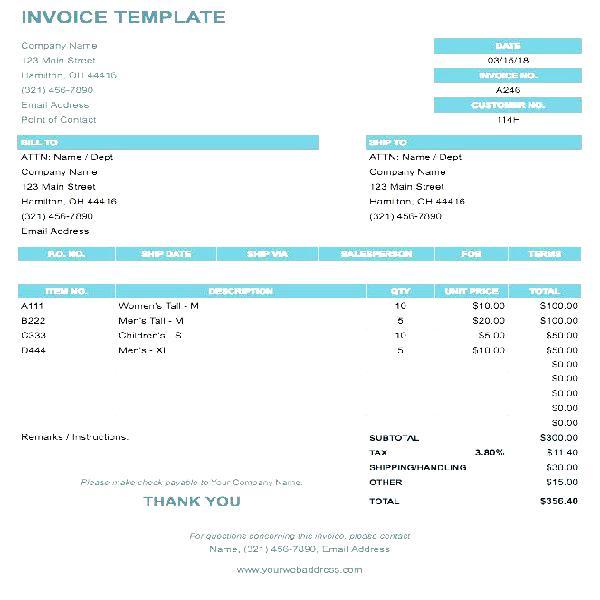 INVOICE TEMPLATE
Company Name
123 Main Street
Hamilton, OH 44416
(321) 456-7890
Email Address
Point of Contact
DATE
03/15/18
INVOICE NO.
A246
CUSTOMER NO.
114H
BILL TO
ATTN: Name / Dept
Company Name
123 Main Street
Hamilton, OH 44416
(321) 456-7890
Email Address
SHIP TO
ATTN: Name / Dept
Company Name
123 Main Street
Hamilton, OH 44416
(321) 456-7890
P.O. NO. SHIP DATE SHIP VIA SALESPERSON FOB TERMS
ITEM NO. DESCRIPTION QTY UNIT PRICE TOTAL
A111 Women's Tall - M 10 $10.00 $100.00
B222 Men's Tall - M 5 $20.00 $100.00
C333 Children's - S 10 $5.00 $50.00
D444 Men's - XL 5 $10.00 $50.00
$0.00
$0.00
$0.00
$0.00
$0.00
Remarks / Instructions:
SUBTOTAL $300.00
TAX 3.80% $11.40
SHIPPING/HANDLING $30.00
OTHER $15.00
TOTAL $356.40
Please make check payable to Your Company Name.
THANK YOU
For questions concerning this invoice, please contact
Name, (321) 456-7890, Email Address
www.yourwebaddress.com